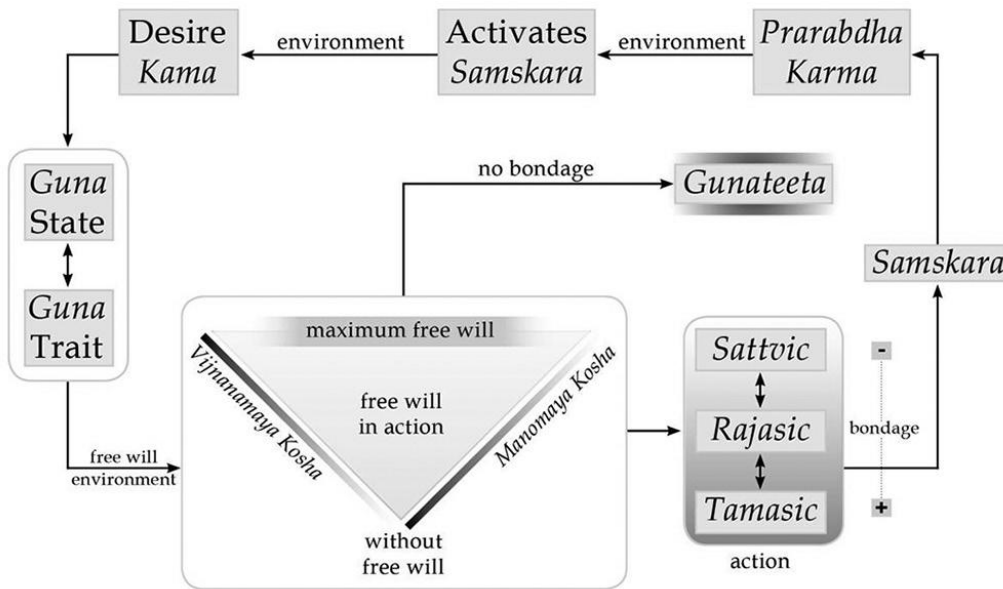 Desire
Kama
environment
Activates
Samskara
environment
Prarabdha
Karma
Guna
State
Guna
Trait
no bondage
Gunateeta
Samskara
maximum free will
Vijnanamaya Kosha
free will
in action
Manomaya Kosha
without
free will
free will
environment
Sattvic
Rajasic
Tamasic
action
-
bondage
+